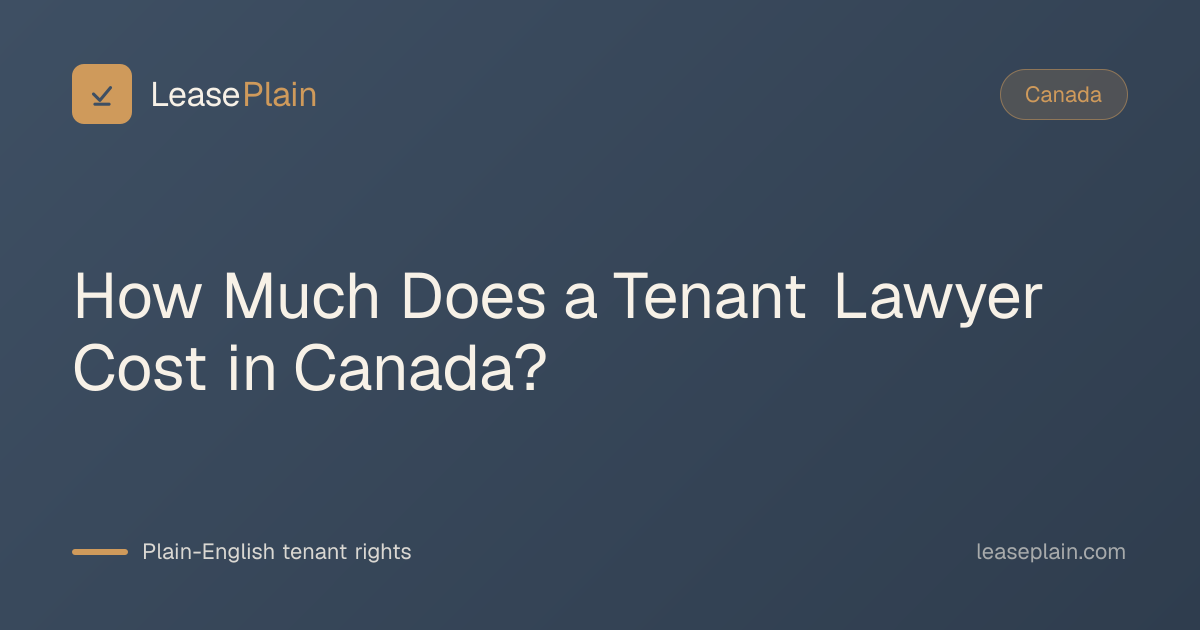 LeasePlain
Canada
How Much Does a Tenant Lawyer
Cost in Canada?
Plain-English tenant rights
leaseplain.com